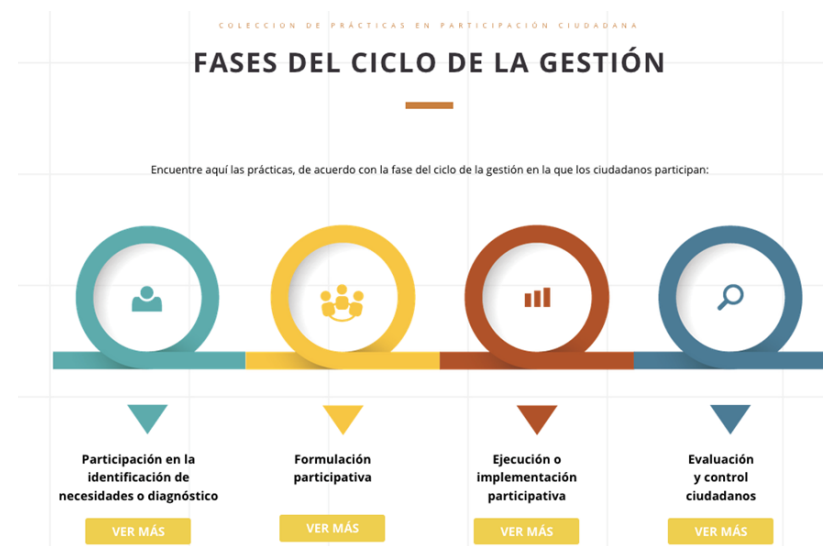 COLECCION DE PRÁCTICAS EN PARTICIPACIÓN CIUDADANA
FASES DEL CICLO DE LA GESTIÓN
Encuentre aquí las prácticas, de acuerdo con la fase del ciclo de la gestión en la que los ciudadanos participan:
Participación en la
identificación de
necesidades o diagnóstico
VER MÁS
Formulación
participativa
VER MÁS
Ejecución o
implementación
participativa
VER MÁS
Evaluación
y control
ciudadanos
VER MÁS